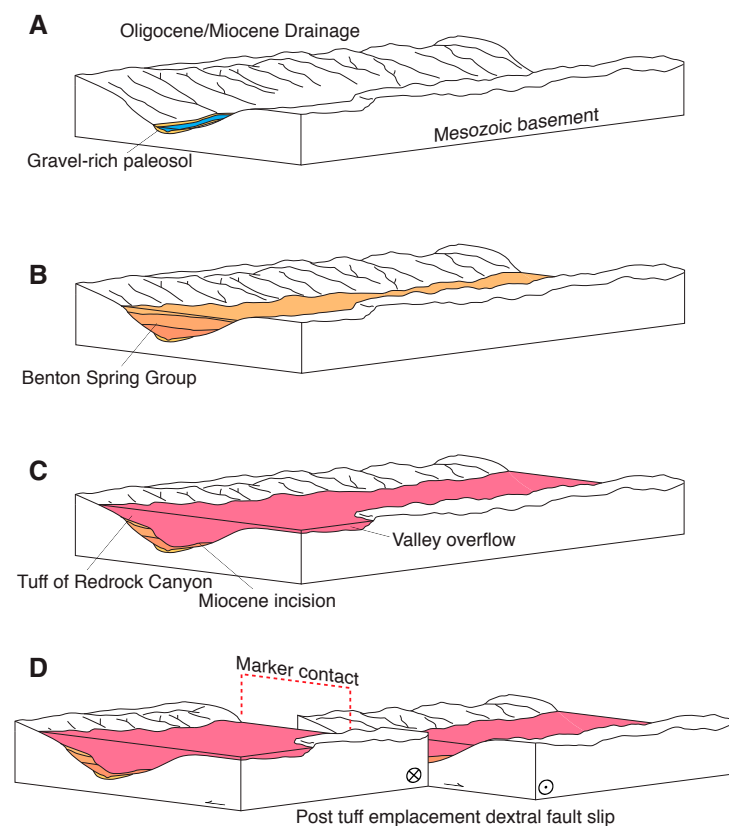 A
Oligocene/Miocene Drainage
Mesozoic basement
Gravel-rich paleosol
B
Benton Spring Group
C
Valley overflow
Tuff of Redrock Canyon
Miocene incision
D
Marker contact
Post tuff emplacement dextral fault slip